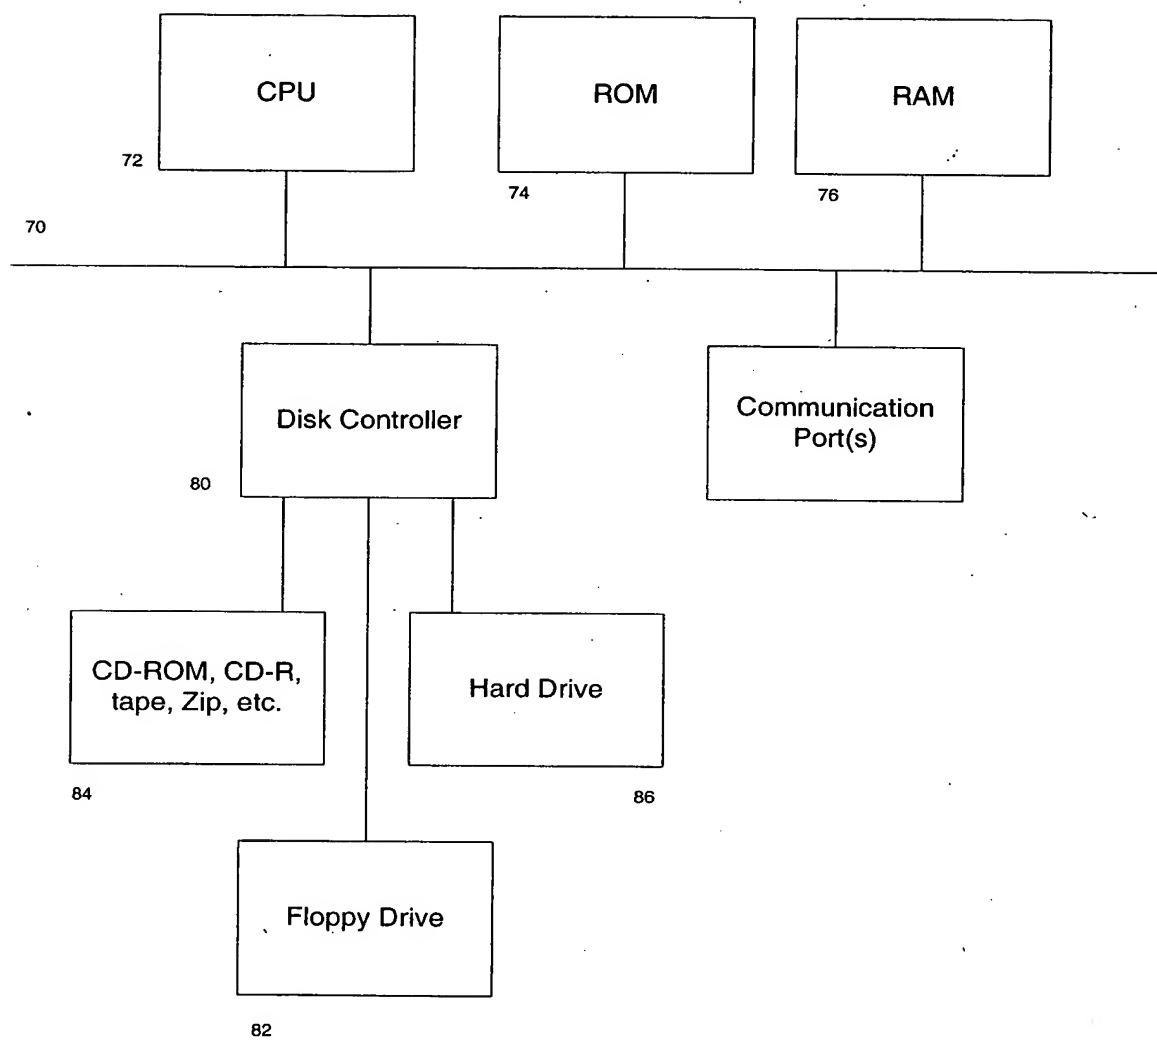 CPU
ROM
RAM
72
74
76
70
Disk Controller
Communication
Port(s)
80
CD-ROM, CD-R,
tape, Zip, etc.
Hard Drive
84
86
Floppy Drive
82